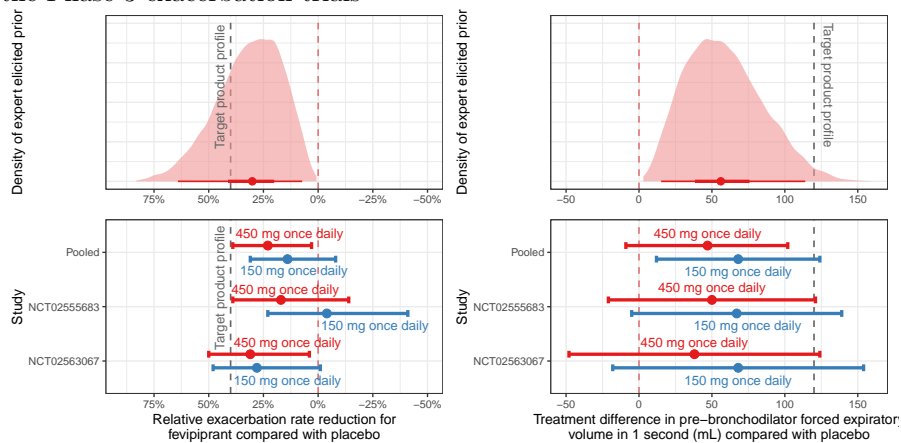 the Phase 3 exacerbation trials
Density of expert elicited prior
Target product profile
75%
50%
25%
0%
−25%
−50%
Density of expert elicited prior
Target product profile
−50
0
50
100
150
Study
Pooled
NCT02555683
NCT02563067
Target product profile
450 mg once daily
150 mg once daily
450 mg once daily
150 mg once daily
450 mg once daily
150 mg once daily
75%
50%
25%
0%
−25%
−50%
Relative exacerbation rate reduction for
fevipiprant compared with placebo
Study
Pooled
NCT02555683
NCT02563067
450 mg once daily
150 mg once daily
450 mg once daily
150 mg once daily
450 mg once daily
150 mg once daily
−50
0
50
100
150
Treatment difference in pre−bronchodilator forced expiratory
volume in 1 second (mL) compared with placebo